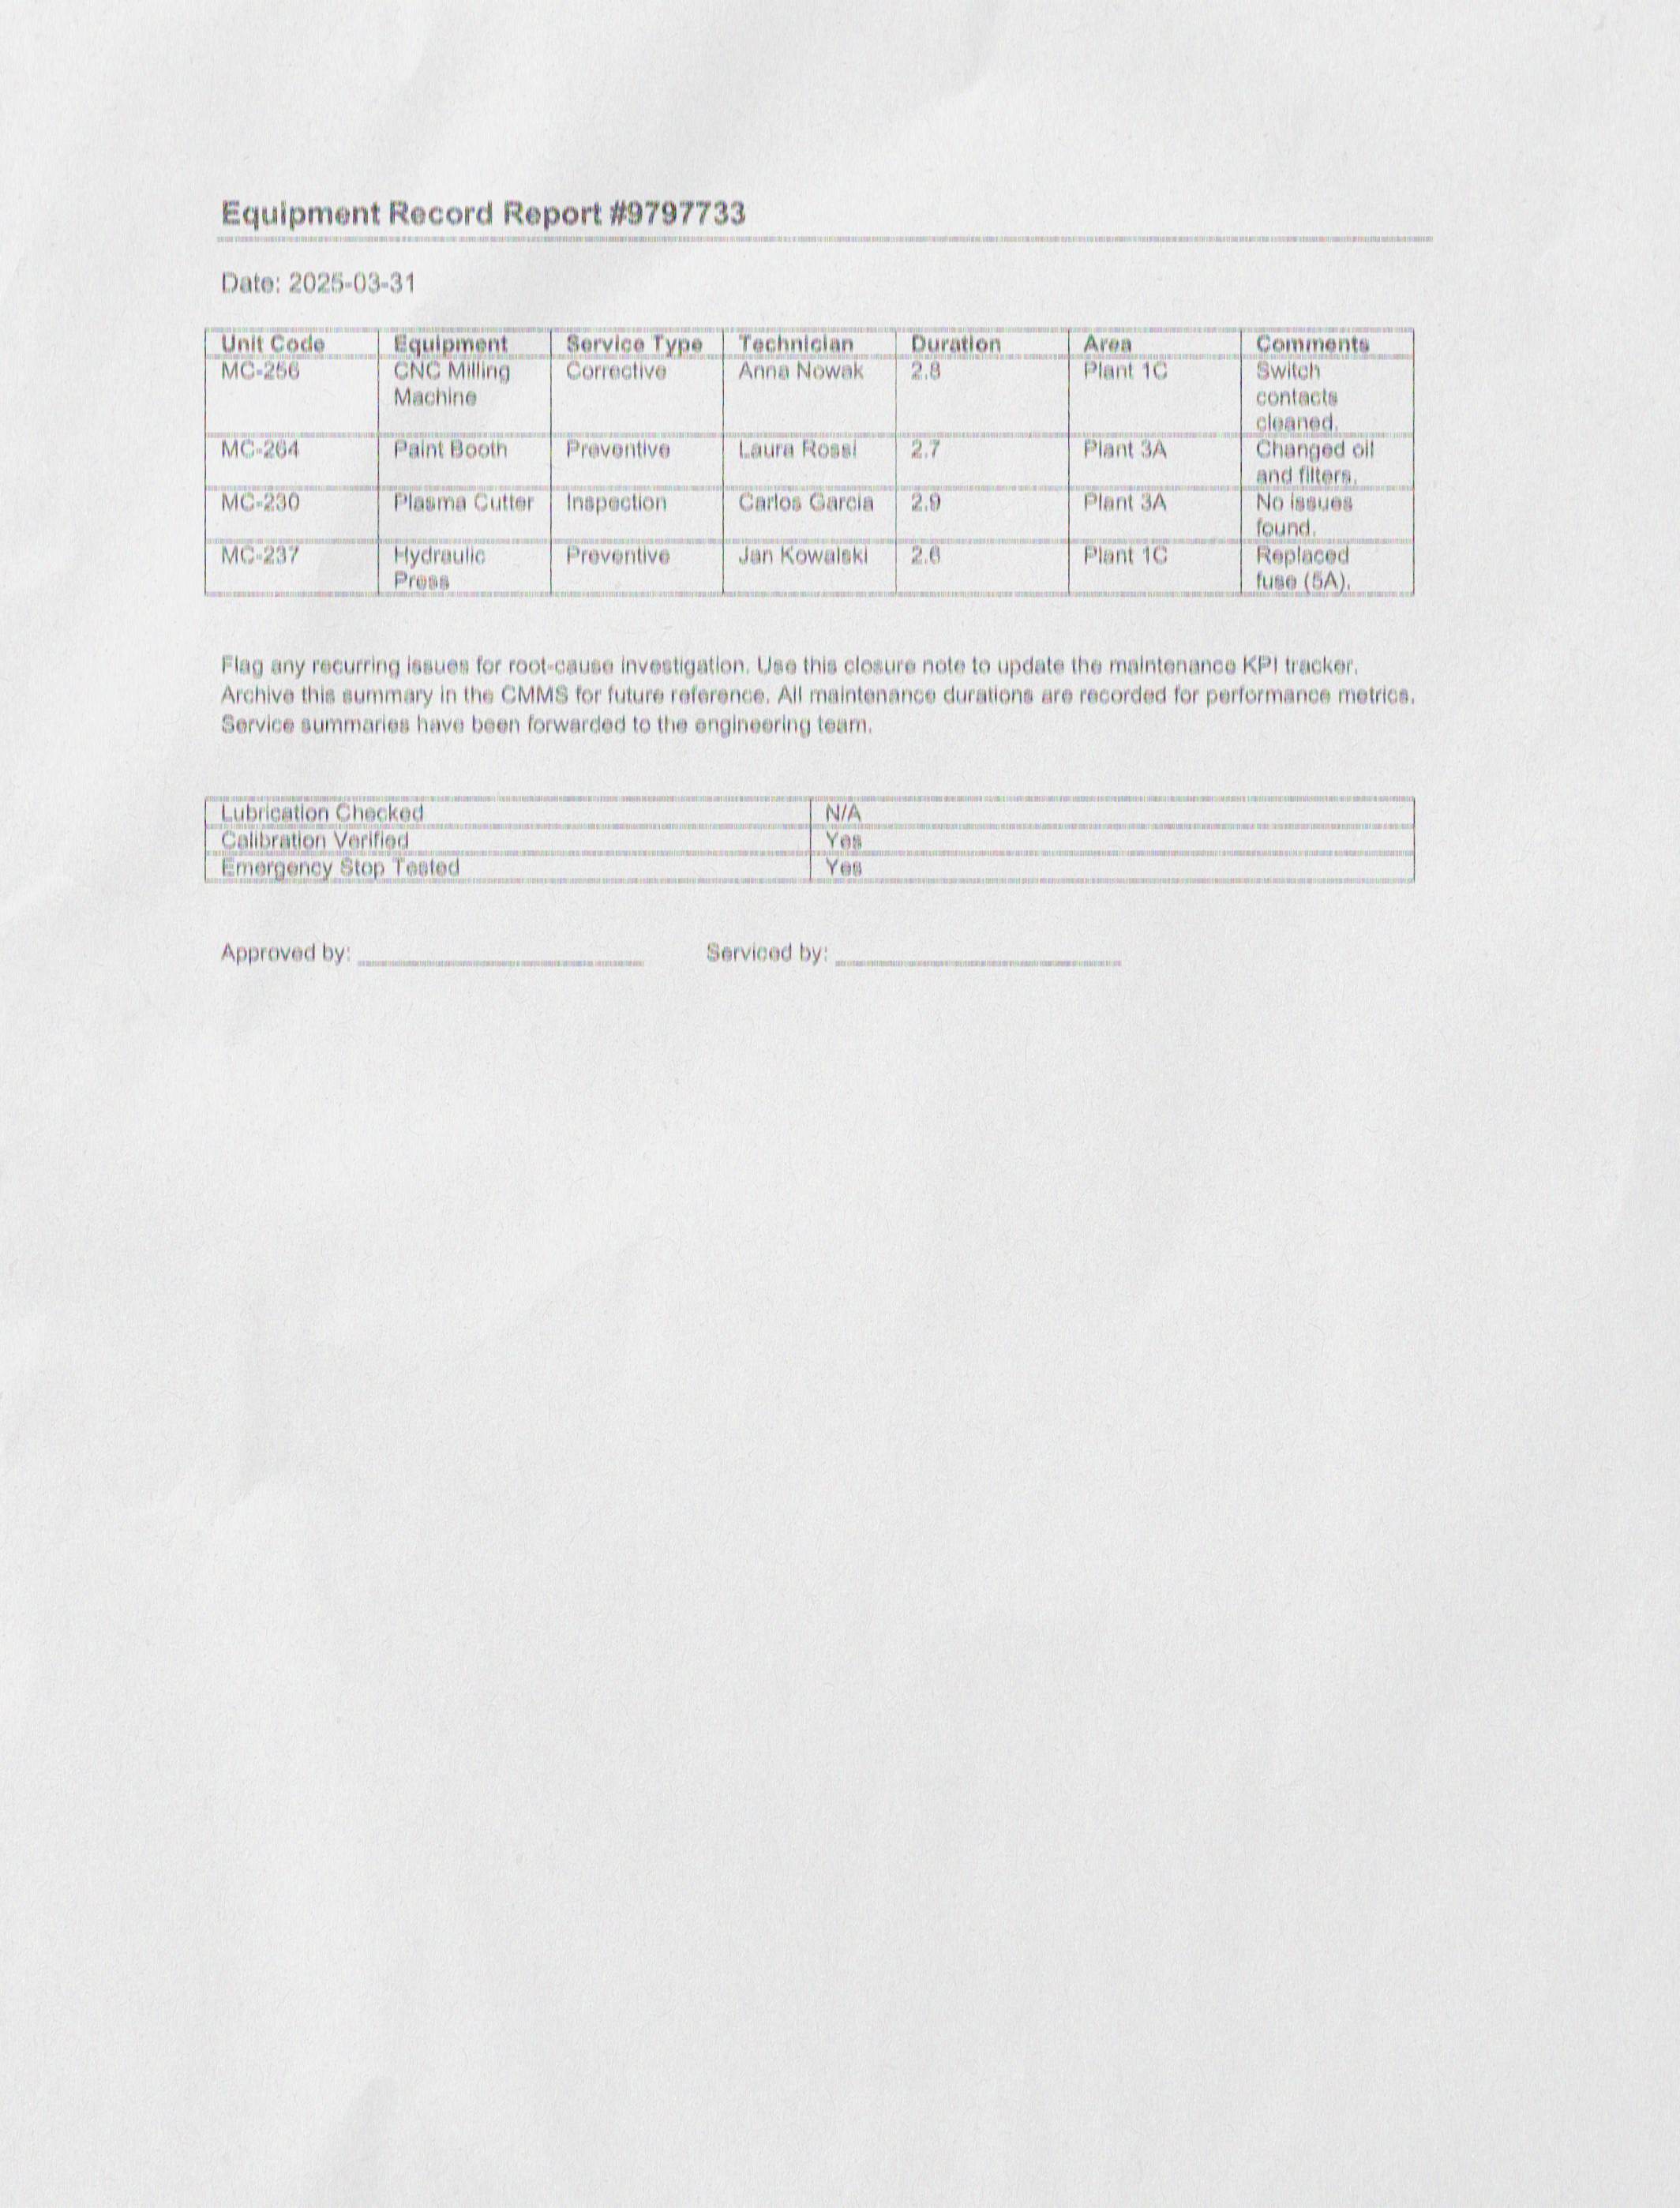 Equipment Record Report #9797733
Date: 2025-03-31
Unit Code Equipment Service Type Technician Duration Area Comments
MC-256 CNC Milling Machine Corrective Anna Nowak 2.8 Plant 1C Switch contacts cleaned.
MC-264 Paint Booth Preventive Laura Rossi 2.7 Plant 3A Changed oil and filters.
MC-230 Plasma Cutter Inspection Carlos Garcia 2.9 Plant 3A No issues found.
MC-237 Hydraulic Press Preventive Jan Kowalski 2.6 Plant 1C Replaced fuse (5A).
Flag any recurring issues for root-cause investigation. Use this closure note to update the maintenance KPI tracker.
Archive this summary in the CMMS for future reference. All maintenance durations are recorded for performance metrics.
Service summaries have been forwarded to the engineering team.
Lubrication Checked N/A
Calibration Verified Yes
Emergency Stop Tested Yes
Approved by: ____________________ Serviced by: ____________________